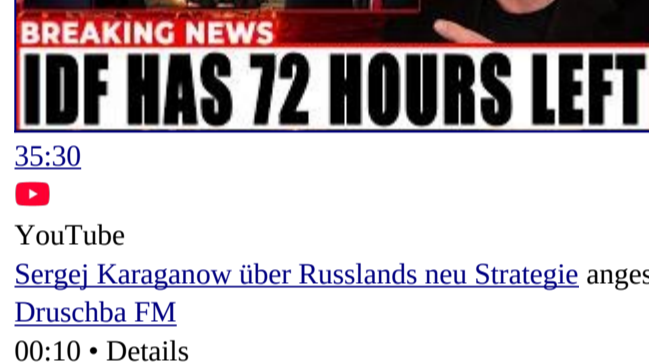 BREAKING NEWS
IDF HAS 72 HOURS LEFT
35:30
YouTube
Sergej Karaganow über Russlands neu Strategie anges
Druschba FM
00:10 • Details